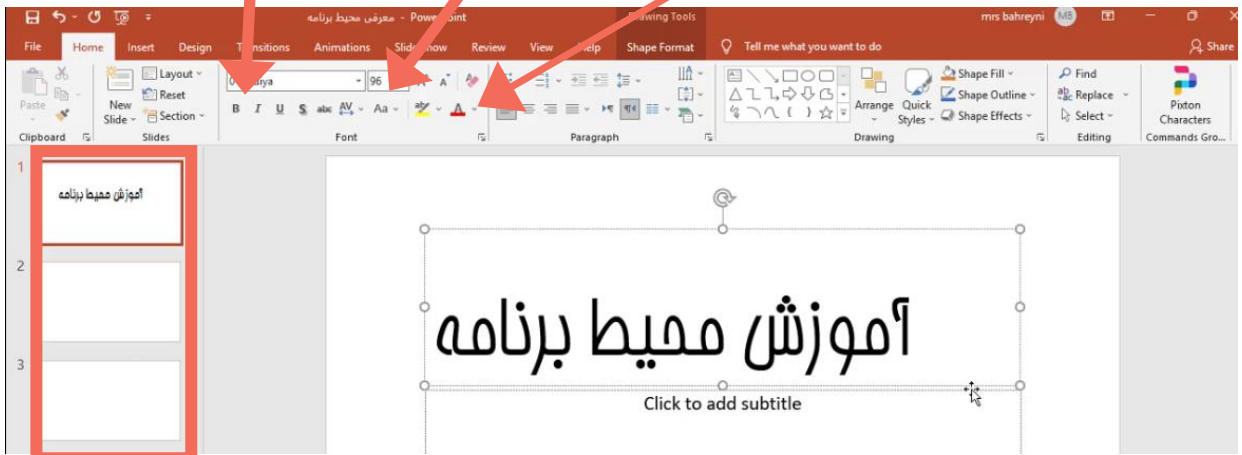 معرفی محیط برنامه - PowerPoint
Drawing Tools
mrs bahreyni
MB
File Home Insert Design Transitions Animations Slide Show Review View Help Shape Format Tell me what you want to do Share
Paste
Clipboard
New Slide
Layout
Reset
Section
Slides
96
B I U S abc AV Aa A
Font
Paragraph
Arrange
Quick Styles
Shape Fill
Shape Outline
Shape Effects
Drawing
Find
Replace
Select
Editing
Pixton Characters
Commands Gro...
1
آموزش محیط برنامه
2
3
آموزش محیط برنامه
Click to add subtitle